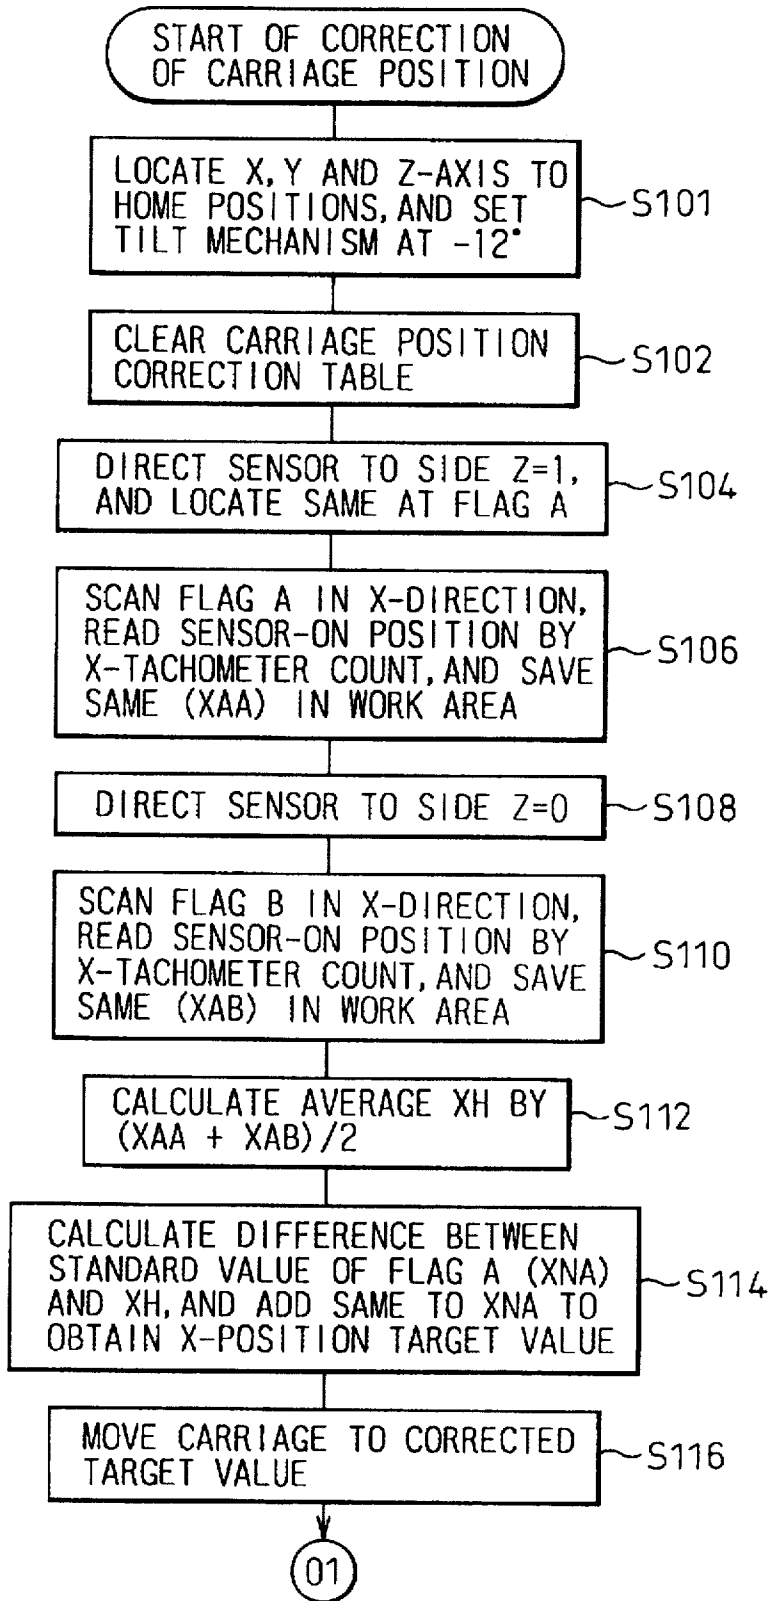 START OF CORRECTION
OF CARRIAGE POSITION
LOCATE X, Y AND Z-AXIS TO
HOME POSITIONS, AND SET
TILT MECHANISM AT -12°
S101
CLEAR CARRIAGE POSITION
CORRECTION TABLE
S102
DIRECT SENSOR TO SIDE Z=1,
AND LOCATE SAME AT FLAG A
S104
SCAN FLAG A IN X-DIRECTION,
READ SENSOR-ON POSITION BY
X-TACHOMETER COUNT, AND SAVE
SAME (XAA) IN WORK AREA
S106
DIRECT SENSOR TO SIDE Z=0
S108
SCAN FLAG B IN X-DIRECTION,
READ SENSOR-ON POSITION BY
X-TACHOMETER COUNT, AND SAVE
SAME (XAB) IN WORK AREA
S110
CALCULATE AVERAGE XH BY
(XAA + XAB)/2
S112
CALCULATE DIFFERENCE BETWEEN
STANDARD VALUE OF FLAG A (XNA)
AND XH, AND ADD SAME TO XNA TO
OBTAIN X-POSITION TARGET VALUE
S114
MOVE CARRIAGE TO CORRECTED
TARGET VALUE
S116
01